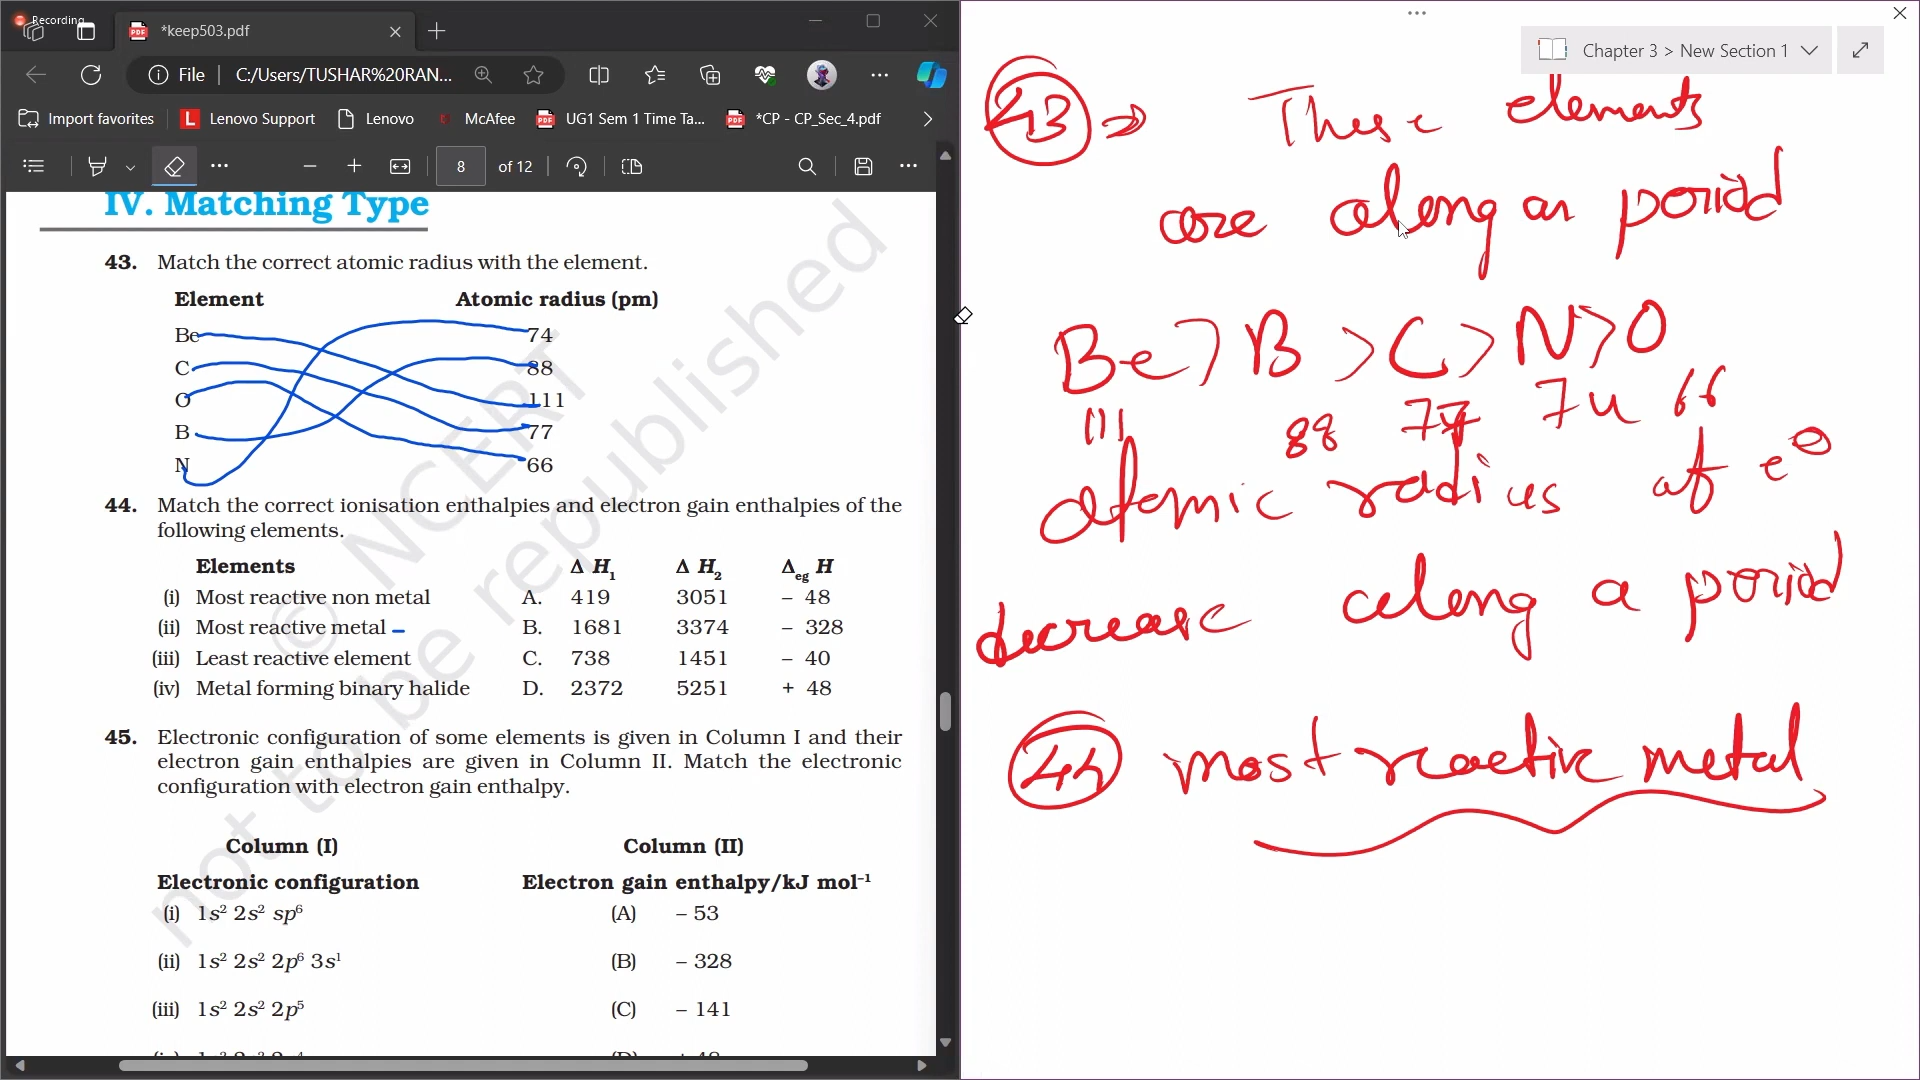 Recording
*keep503.pdf
File
C:/Users/TUSHAR%20RAN...
Import favorites
Lenovo Support
Lenovo
McAfee
UG1 Sem 1 Time Ta...
*CP - CP_Sec_4.pdf
8 of 12
IV. Matching Type
43. Match the correct atomic radius with the element.
Element Atomic radius (pm)
Be 74
C 88
O 111
B 77
N 66
44. Match the correct ionisation enthalpies and electron gain enthalpies of the
following elements.
Elements Δ H₁ Δ H₂ Δeg H
(i) Most reactive non metal A. 419 3051 – 48
(ii) Most reactive metal B. 1681 3374 – 328
(iii) Least reactive element C. 738 1451 – 40
(iv) Metal forming binary halide D. 2372 5251 + 48
45. Electronic configuration of some elements is given in Column I and their
electron gain enthalpies are given in Column II. Match the electronic
configuration with electron gain enthalpy.
Column (I) Column (II)
Electronic configuration Electron gain enthalpy/kJ mol⁻¹
(i) 1s² 2s² sp⁶ (A) – 53
(ii) 1s² 2s² 2p⁶ 3s¹ (B) – 328
(iii) 1s² 2s² 2p⁵ (C) – 141
© NCERT
not to be republished
Chapter 3 > New Section 1
43 ⇒ These elements
are along a period
Be > B > C > N > O
111 88 77 74 66
atomic radius of e⊖
decrease along a period
44 most reactive metal